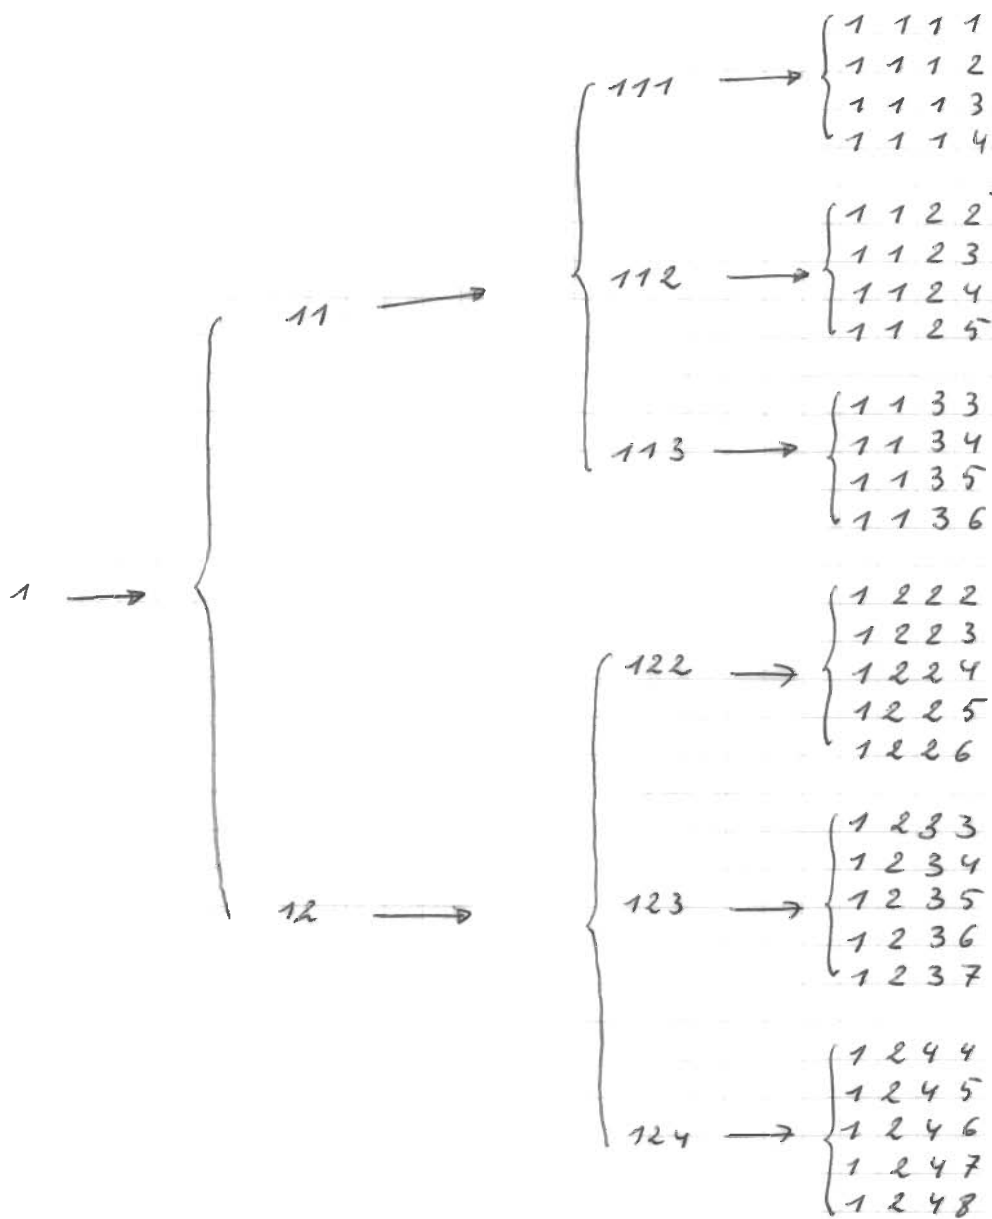 1 1 1 1
1 1 1 2
111 → 1 1 1 3
1 1 1 4
1 1 2 2
1 1 2 3
112 → 1 1 2 4
11 → 1 1 2 5
1 1 3 3
1 1 3 4
113 → 1 1 3 5
1 1 3 6
1 → 1 2 2 2
1 2 2 3
122 → 1 2 2 4
1 2 2 5
1 2 2 6
1 2 3 3
1 2 3 4
12 → 123 → 1 2 3 5
1 2 3 6
1 2 3 7
1 2 4 4
1 2 4 5
124 → 1 2 4 6
1 2 4 7
1 2 4 8